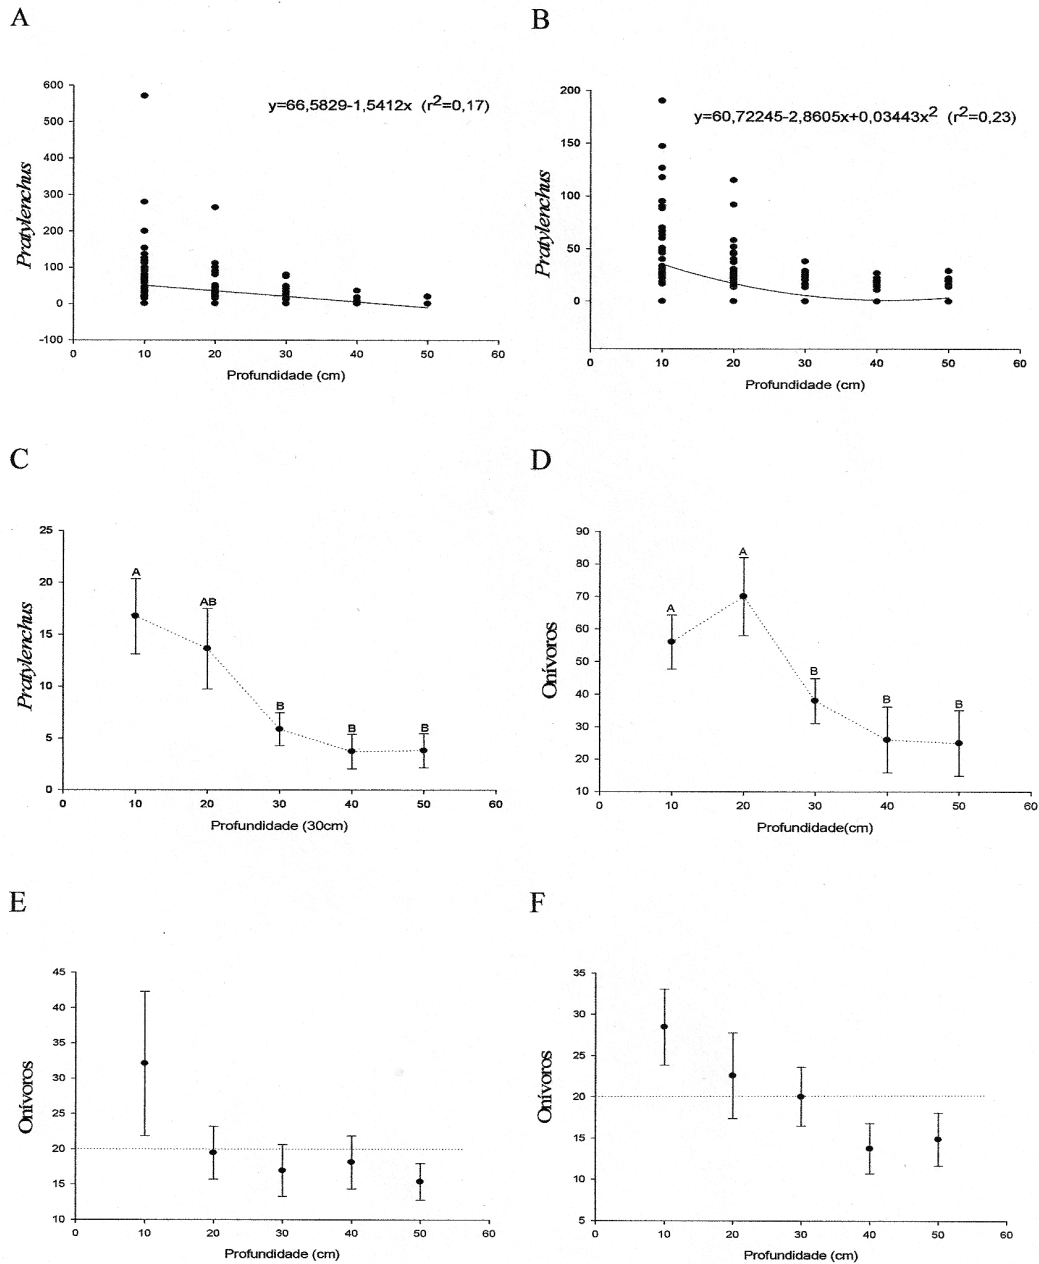 A
B
600
500
400
300
200
100
0
-100
Pratylenchus
y=66,5829-1,5412x (r2=0,17)
0
10
20
30
40
50
60
Profundidade (cm)
200
150
100
50
0
Pratylenchus
y=60,72245-2,8605x+0,03443x2 (r2=0,23)
0
10
20
30
40
50
60
Profundidade (cm)
C
D
25
20
15
10
5
0
Pratylenchus
A
AB
B
B
B
0
10
20
30
40
50
60
Profundidade (30cm)
90
80
70
60
50
40
30
20
10
Onívoros
A
A
B
B
B
0
10
20
30
40
50
60
Profundidade(cm)
E
F
45
40
35
30
25
20
15
10
Onívoros
0
10
20
30
40
50
60
Profundidade (cm)
35
30
25
20
15
10
5
Onívoros
0
10
20
30
40
50
60
Profundidade (cm)